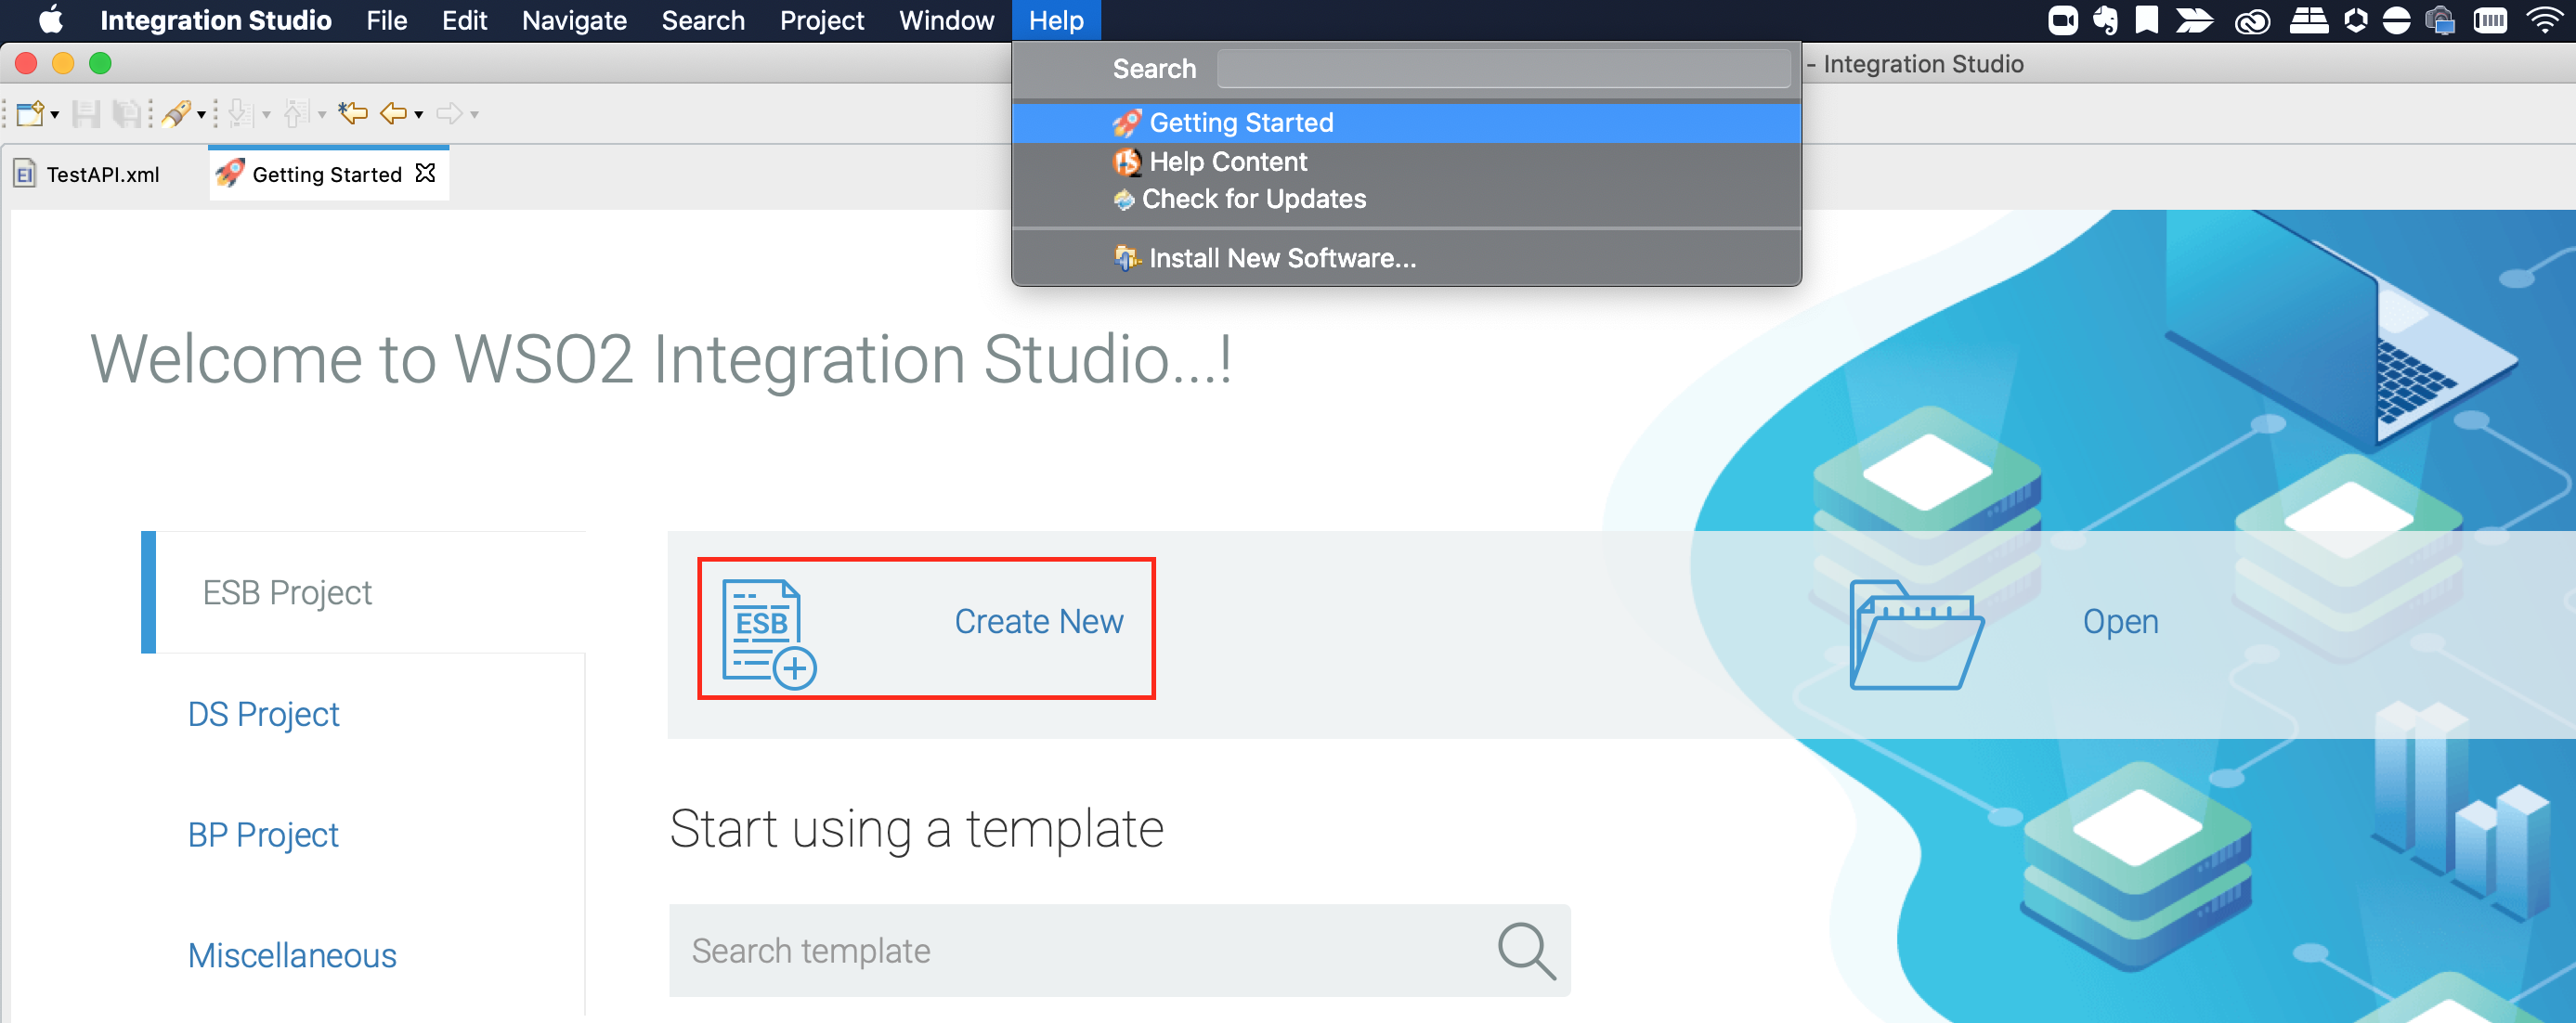 Integration Studio File Edit Navigate Search Project Window Help
Search
- Integration Studio
Getting Started
Help Content
Check for Updates
Install New Software...
EI TestAPI.xml Getting Started
Welcome to WSO2 Integration Studio...!
ESB Project
ESB Create New
Open
DS Project
BP Project
Miscellaneous
Start using a template
Search template